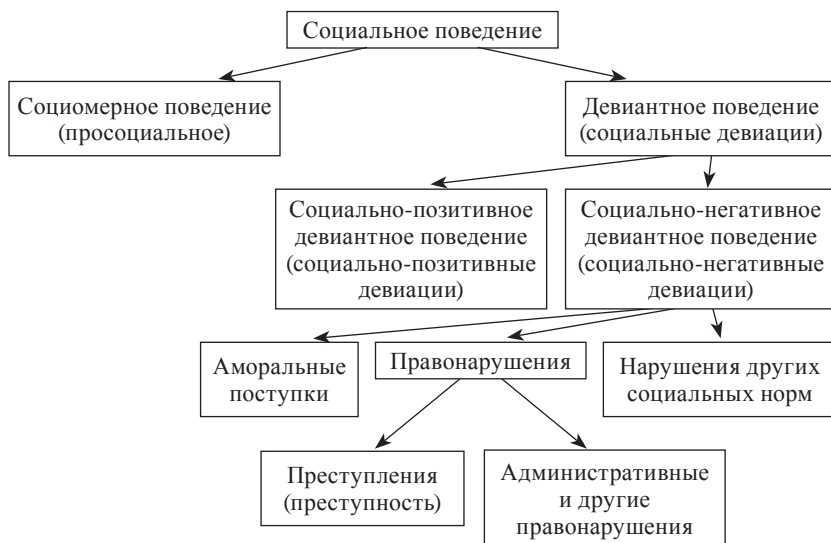 Социальное поведение
Социомерное поведение
(просоциальное)
Девиантное поведение
(социальные девиации)
Социально-позитивное
девиантное поведение
(социально-позитивные
девиации)
Социально-негативное
девиантное поведение
(социально-негативные
девиации)
Аморальные
поступки
Правонарушения
Нарушения других
социальных норм
Преступления
(преступность)
Административные
и другие
правонарушения